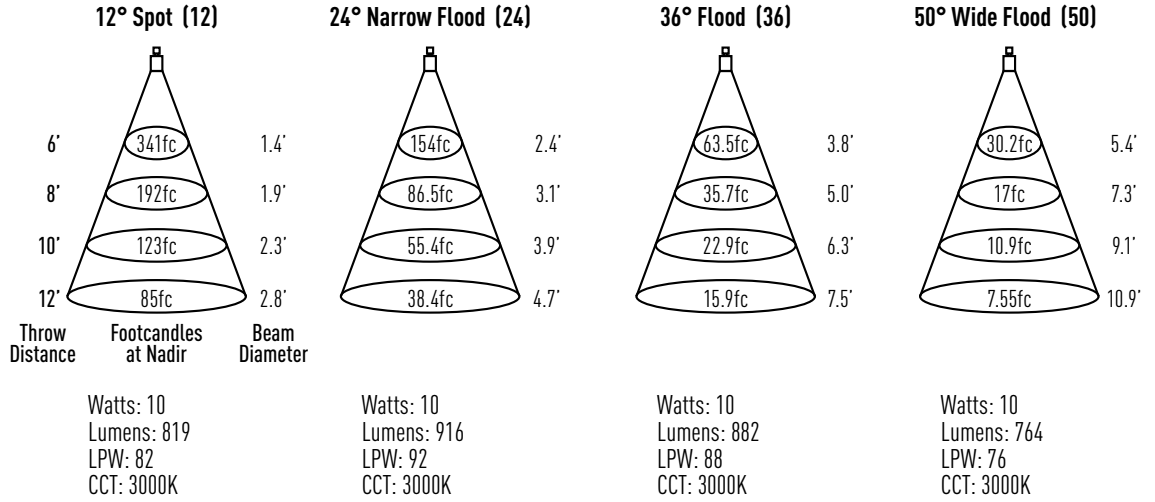 12° Spot (12) 24° Narrow Flood (24) 36° Flood (36) 50° Wide Flood (50)
6' 341fc 1.4' 154fc 2.4' 63.5fc 3.8' 30.2fc 5.4'
8' 192fc 1.9' 86.5fc 3.1' 35.7fc 5.0' 17fc 7.3'
10' 123fc 2.3' 55.4fc 3.9' 22.9fc 6.3' 10.9fc 9.1'
12' 85fc 2.8' 38.4fc 4.7' 15.9fc 7.5' 7.55fc 10.9'
Throw Footcandles Beam
Distance at Nadir Diameter
Watts: 10 Watts: 10 Watts: 10 Watts: 10
Lumens: 819 Lumens: 916 Lumens: 882 Lumens: 764
LPW: 82 LPW: 92 LPW: 88 LPW: 76
CCT: 3000K CCT: 3000K CCT: 3000K CCT: 3000K